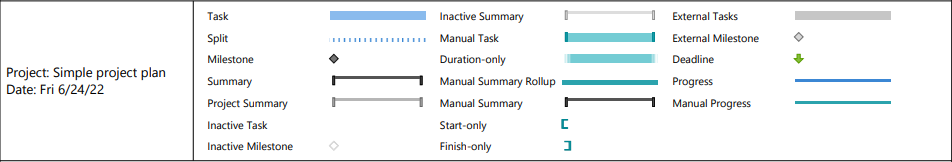 Project: Simple project plan
Date: Fri 6/24/22
Task
Split
Milestone
Summary
Project Summary
Inactive Task
Inactive Milestone
Inactive Summary
Manual Task
Duration-only
Manual Summary Rollup
Manual Summary
Start-only
Finish-only
External Tasks
External Milestone
Deadline
Progress
Manual Progress